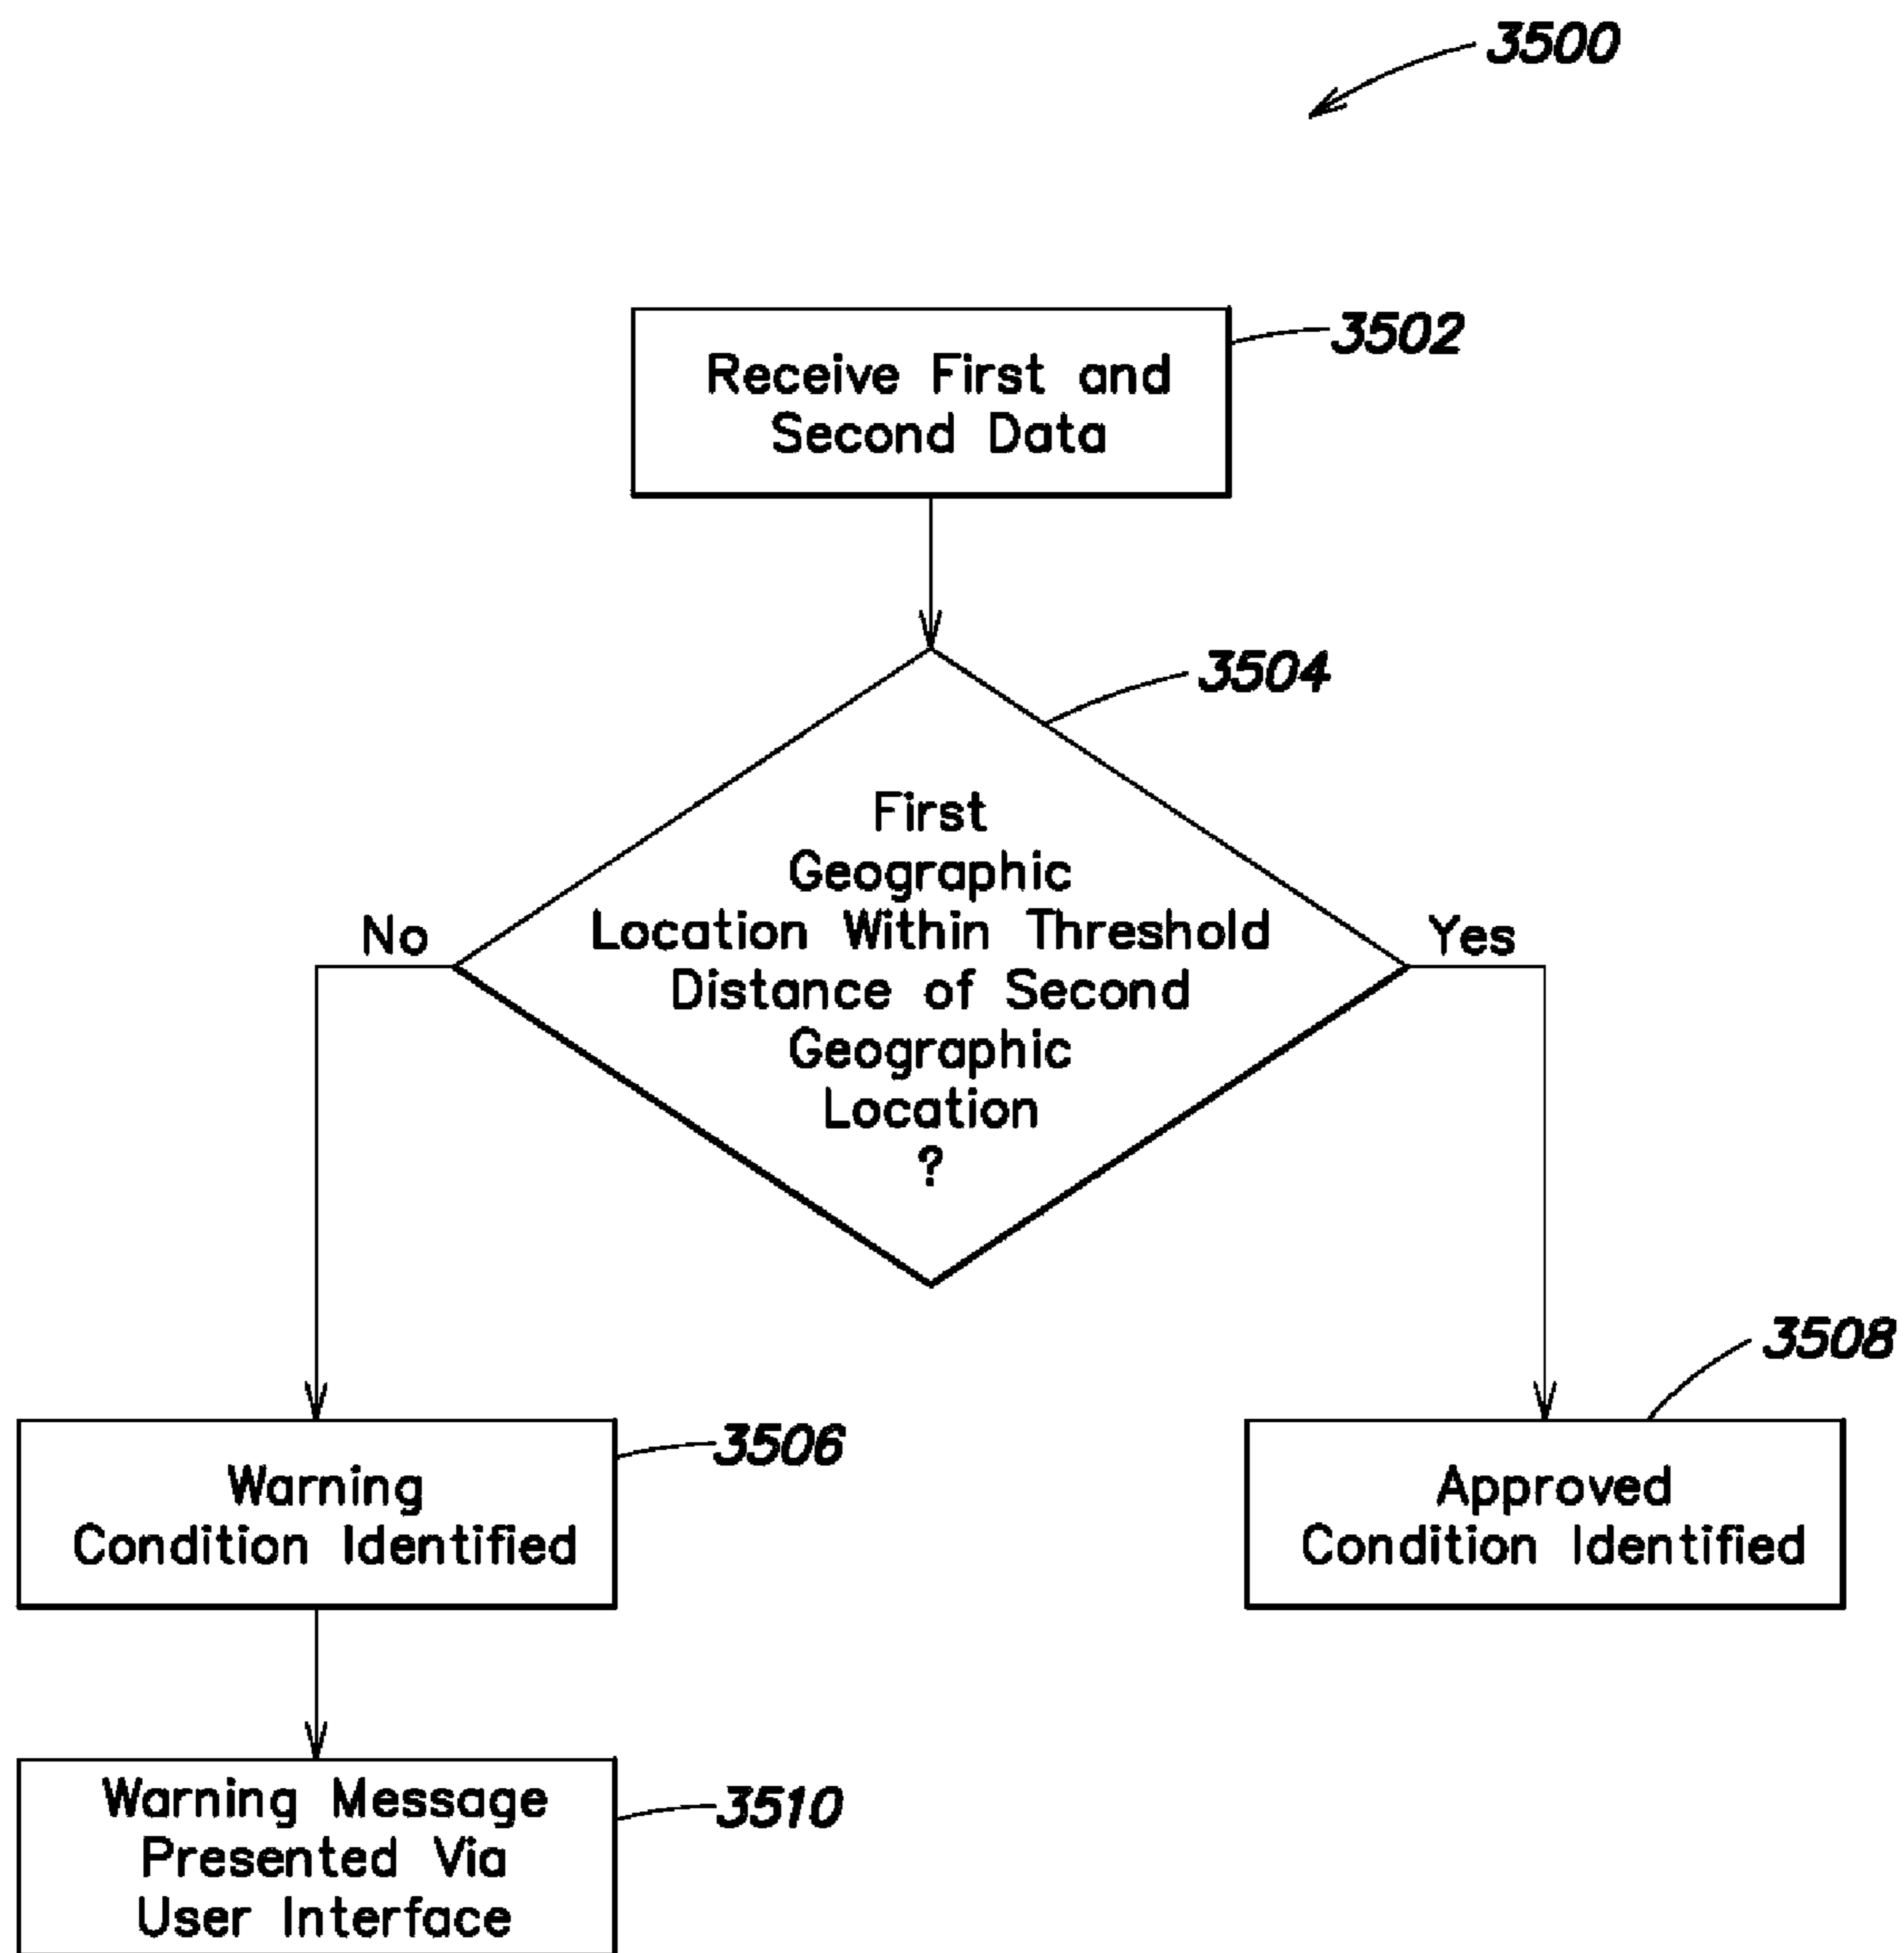 3500
3502
Receive First and
Second Data
3504
First
Geographic
Location Within Threshold
Distance of Second
Geographic
Location
?
No
Yes
3506
Warning
Condition Identified
3508
Approved
Condition Identified
3510
Warning Message
Presented Via
User Interface